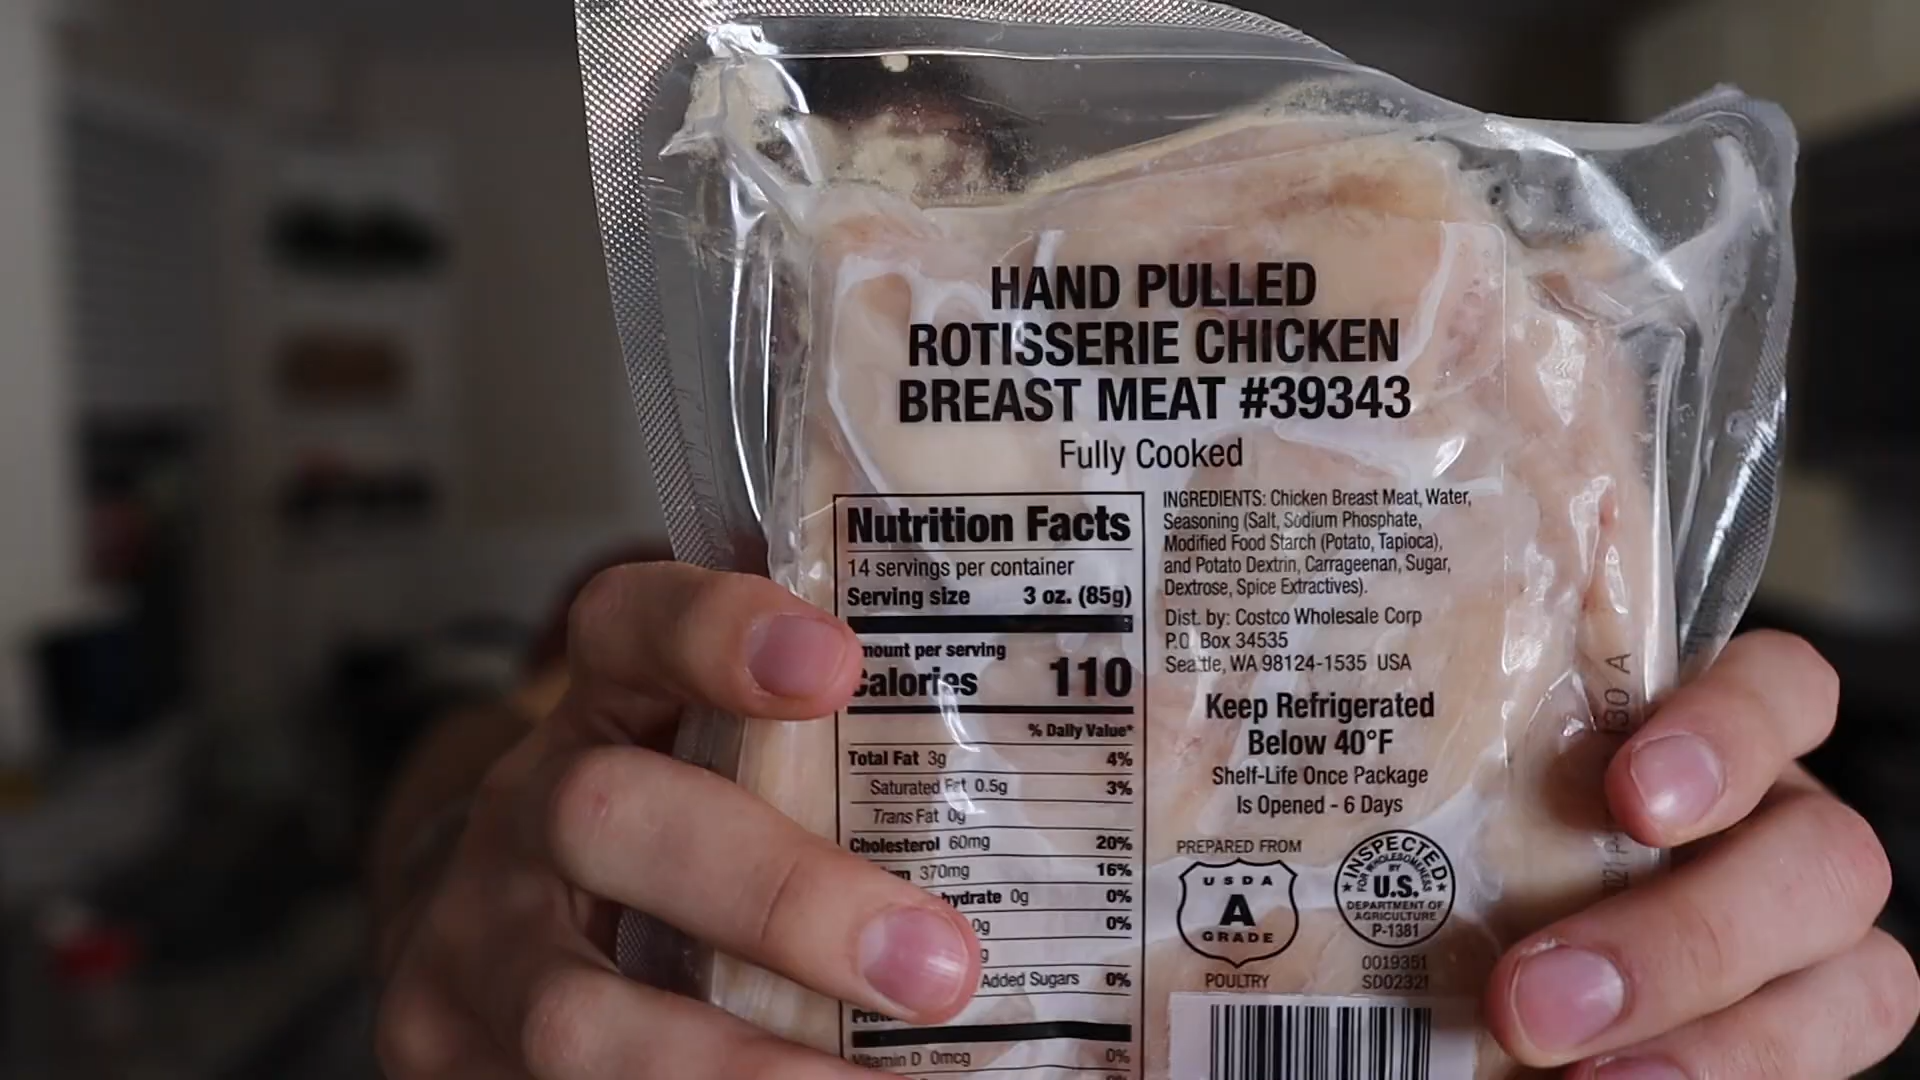 HAND PULLED
ROTISSERIE CHICKEN
BREAST MEAT #39343
Fully Cooked
Nutrition Facts
14 servings per container
Serving size 3 oz. (85g)
mount per serving
Calories 110
% Daily Value*
Total Fat 3g 4%
Saturated Fat 0.5g 3%
Trans Fat 0g
Cholesterol 60mg 20%
370mg 16%
hydrate 0g 0%
0g 0%
g
Added Sugars 0%
Vitamin D 0mcg 0%
INGREDIENTS: Chicken Breast Meat, Water,
Seasoning (Salt, Sodium Phosphate,
Modified Food Starch (Potato, Tapioca),
and Potato Dextrin, Carrageenan, Sugar,
Dextrose, Spice Extractives).
Dist. by: Costco Wholesale Corp
P.O. Box 34535
Seattle, WA 98124-1535 USA
Keep Refrigerated
Below 40°F
Shelf-Life Once Package
Is Opened - 6 Days
PREPARED FROM
USDA
A
GRADE
POULTRY
INSPECTED
FOR WHOLESOMENESS
BY
U.S.
DEPARTMENT OF
AGRICULTURE
P-1381
0019351
SD02321
30 A